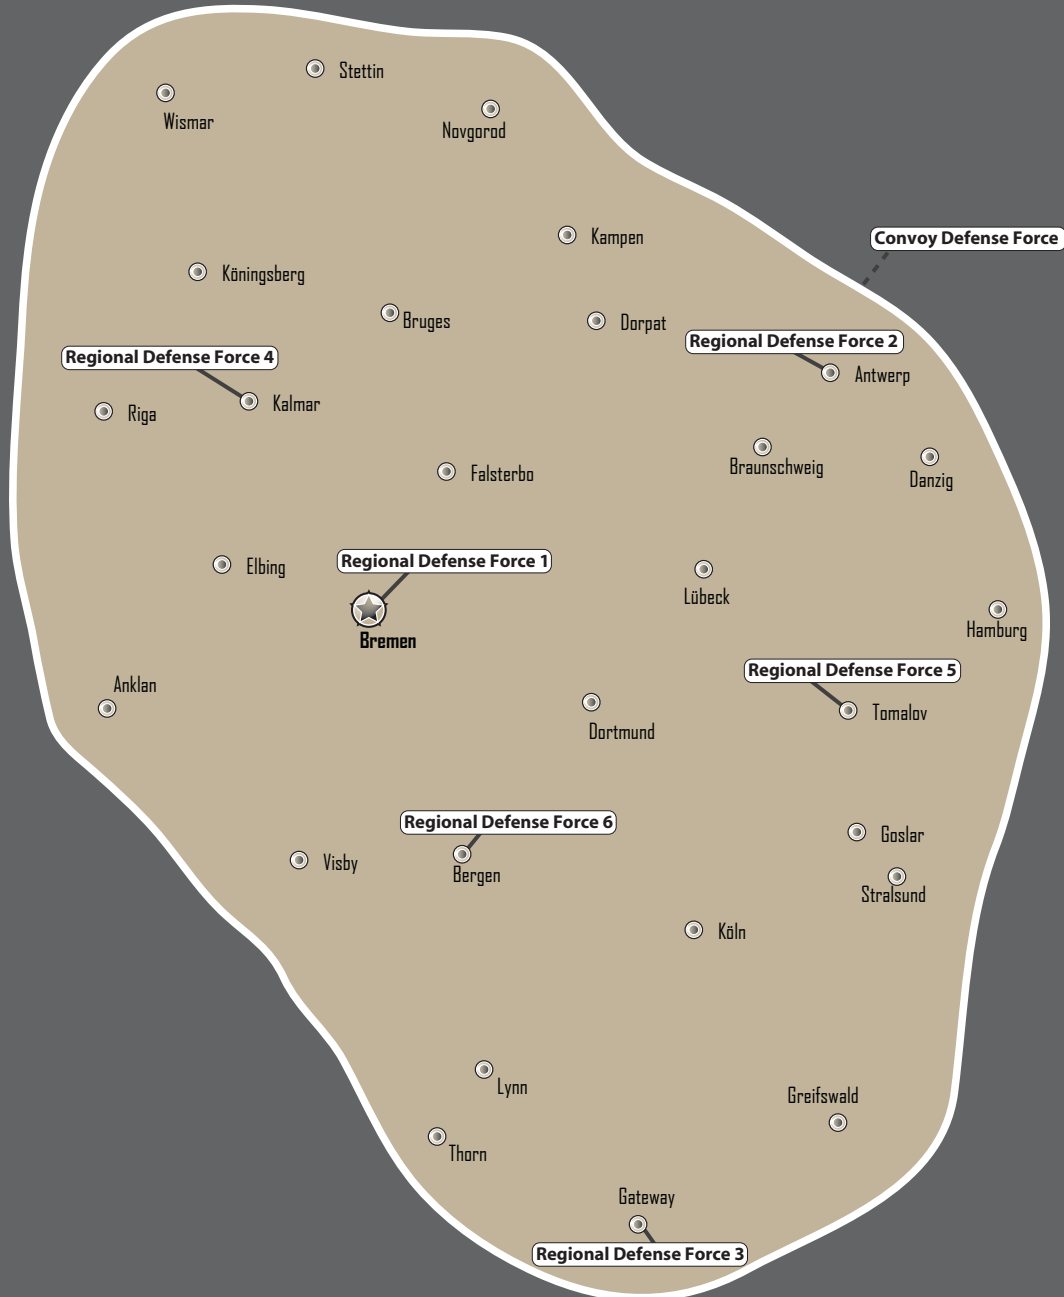 Stettin
Wismar
Novgorod
Kampen
Convoy Defense Force
Köningsberg
Bruges
Dorpat
Regional Defense Force 2
Regional Defense Force 4
Antwerp
Kalmar
Riga
Braunschweig
Falsterbo
Danzig
Regional Defense Force 1
Elbing
Lübeck
Hamburg
Bremen
Regional Defense Force 5
Anklan
Tomalov
Dortmund
Regional Defense Force 6
Goslar
Visby
Bergen
Stralsund
Köln
Lynn
Greifswald
Thorn
Gateway
Regional Defense Force 3